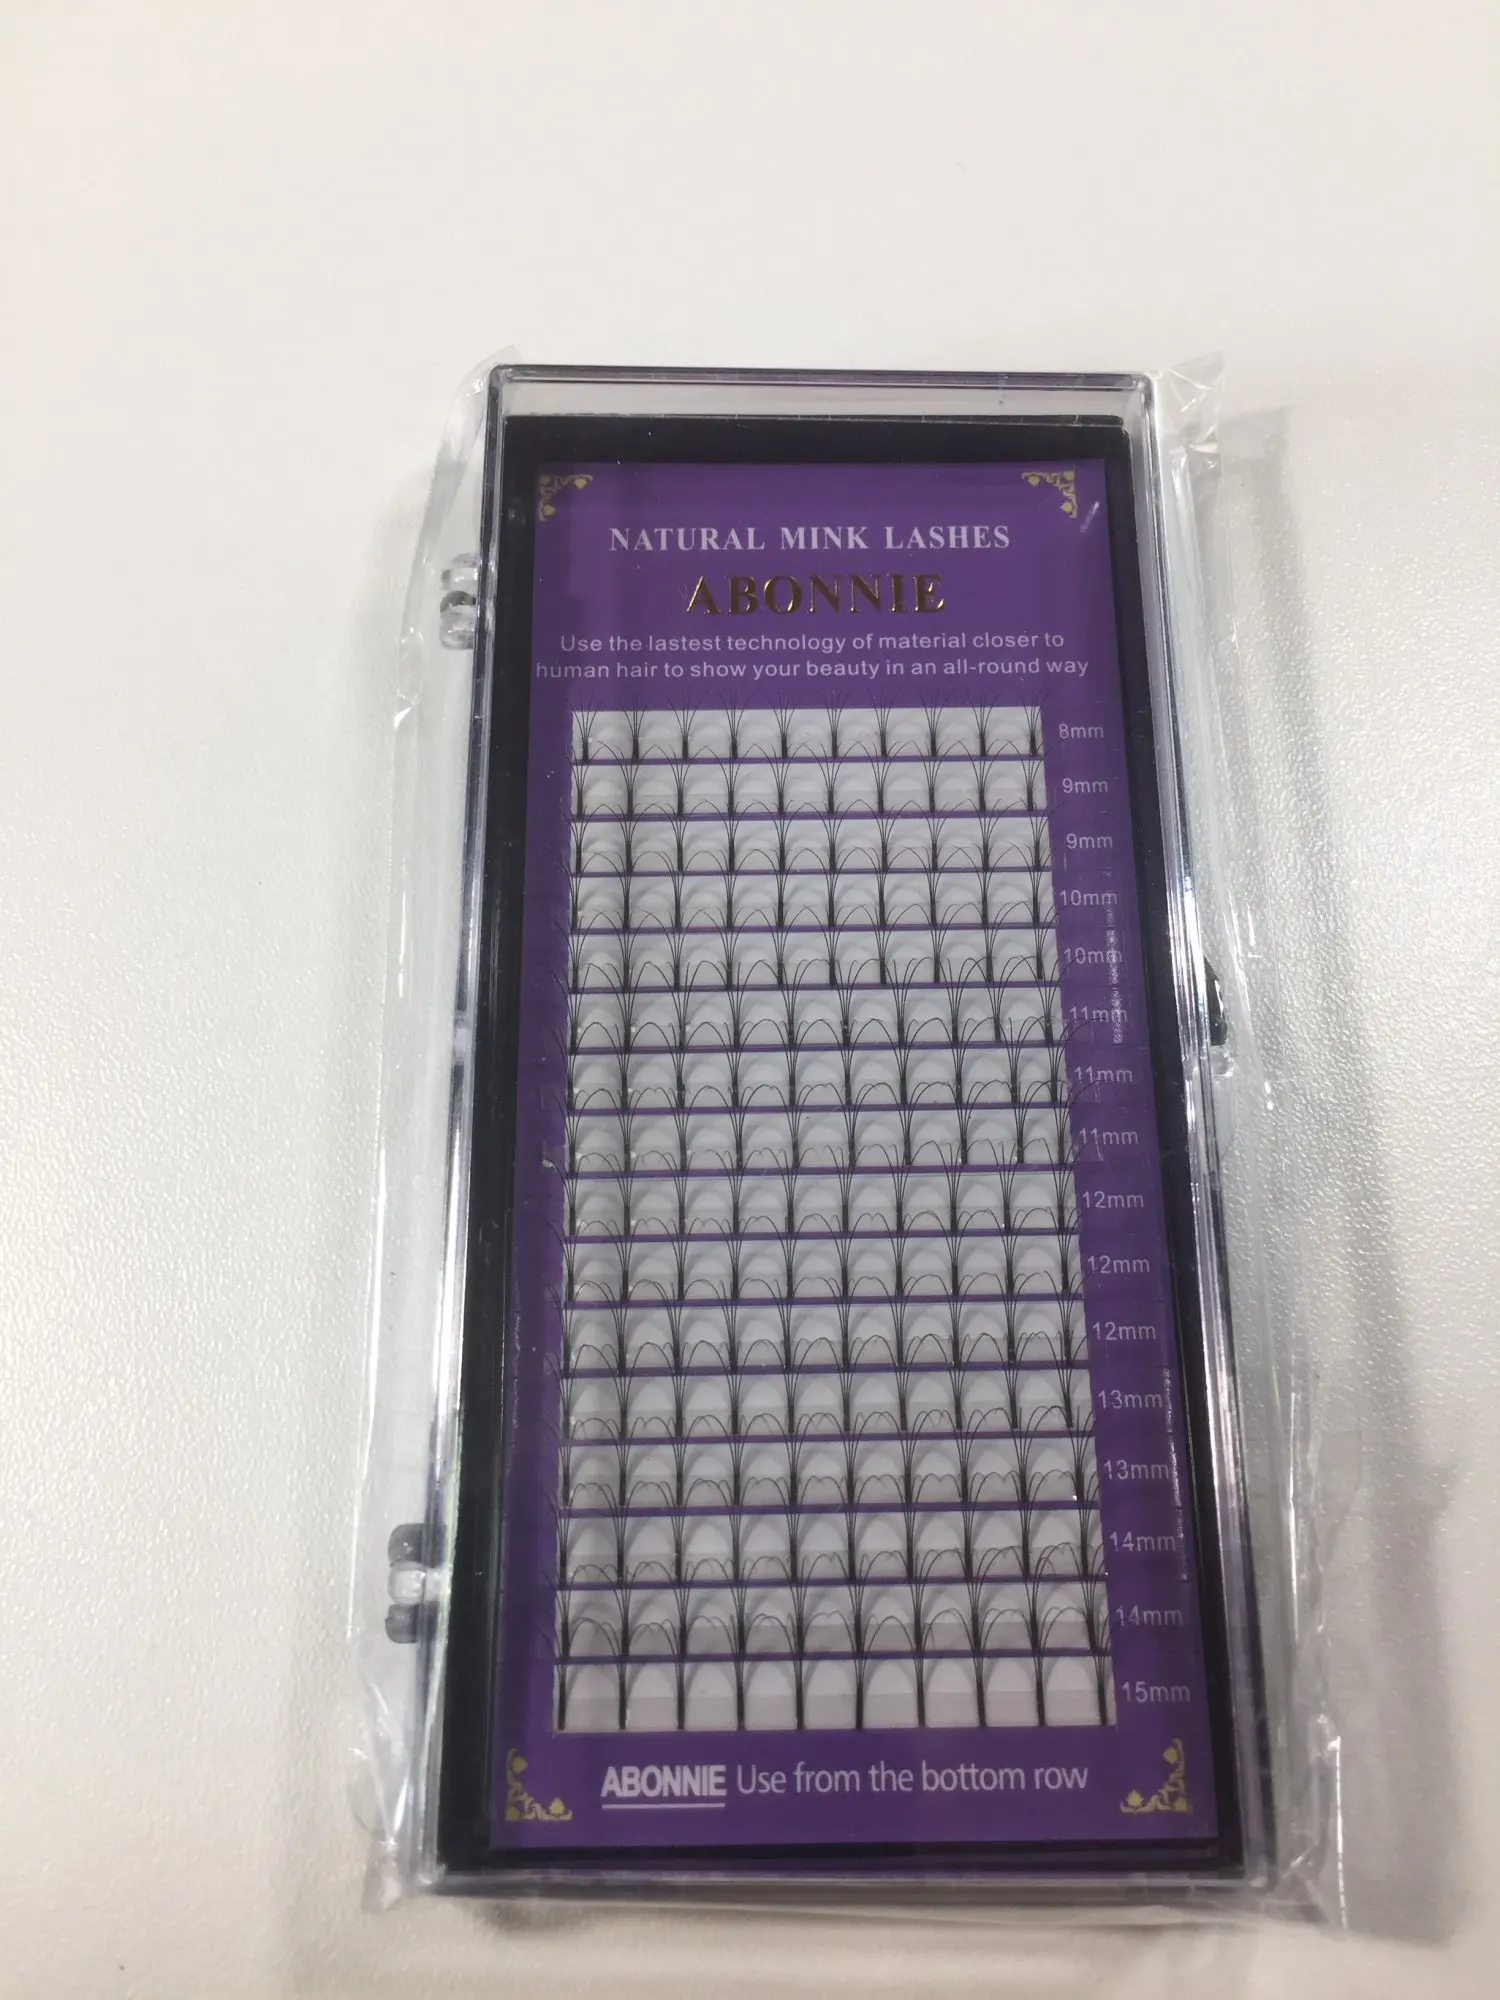 NATURAL MINK LASHES
ABONNIE
Use the lastest technology of material closer to
human hair to show your beauty in an all-round way
8mm
9mm
9mm
10mm
10mm
11mm
11mm
11mm
12mm
12mm
12mm
13mm
13mm
14mm
14mm
15mm
ABONNIE Use from the bottom row